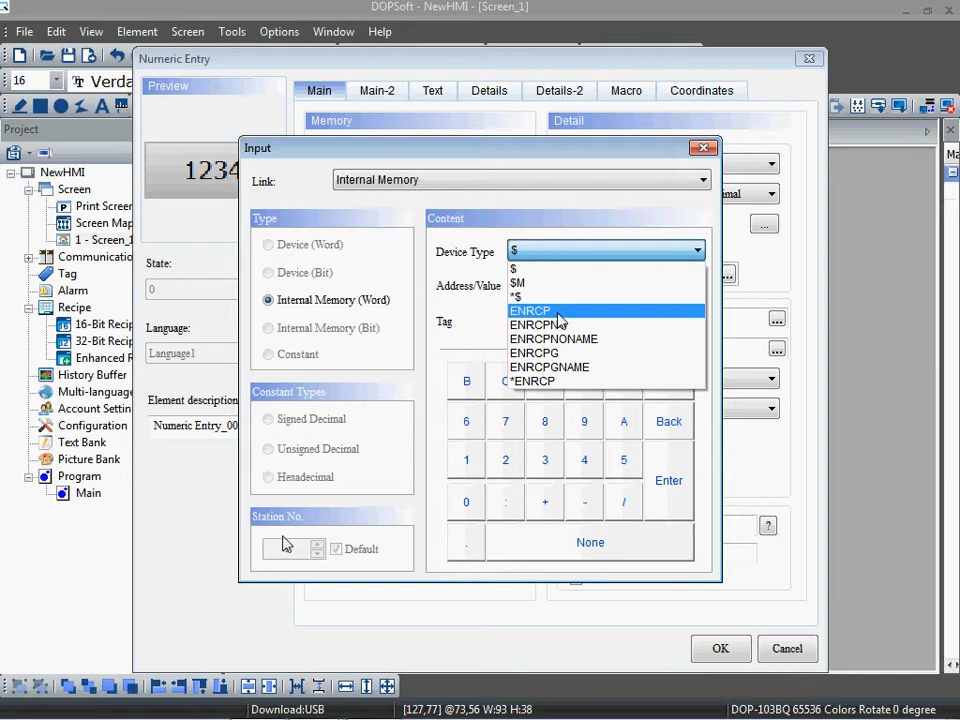 DOPSoft - NewHMI - [Screen_1]
File Edit View Element Screen Tools Options Window Help
16 Verda
Numeric Entry
Project
NewHMI
Screen
Print Screen
Screen Map
1 - Screen_1
Communication
Tag
Recipe
16-Bit Recip
32-Bit Recip
Enhanced R
History Buffer
Multi-language
Account Settin
Configuration
Text Bank
Picture Bank
Program
Main
Preview
1234
State:
0
Language:
Language1
Element description
Numeric Entry_00
Main Main-2 Text Details Details-2 Macro Coordinates
Memory
Detail
imal
...
...
...
...
?
Input
Link: Internal Memory
Type
Device (Word)
Device (Bit)
Internal Memory (Word)
Internal Memory (Bit)
Constant
Constant Types
Signed Decimal
Unsigned Decimal
Hexadecimal
Station No.
Default
Content
Device Type $
Address/Value
Tag
$
$M
*$
ENRCP
ENRCPN
ENRCPNONAME
ENRCPG
ENRCPGNAME
*ENRCP
B
6 7 8 9 A Back
1 2 3 4 5 Enter
0 : + - /
. None
OK Cancel
Ma
Download:USB [127,77] @73,56 W:93 H:38 DOP-103BQ 65536 Colors Rotate 0 degree